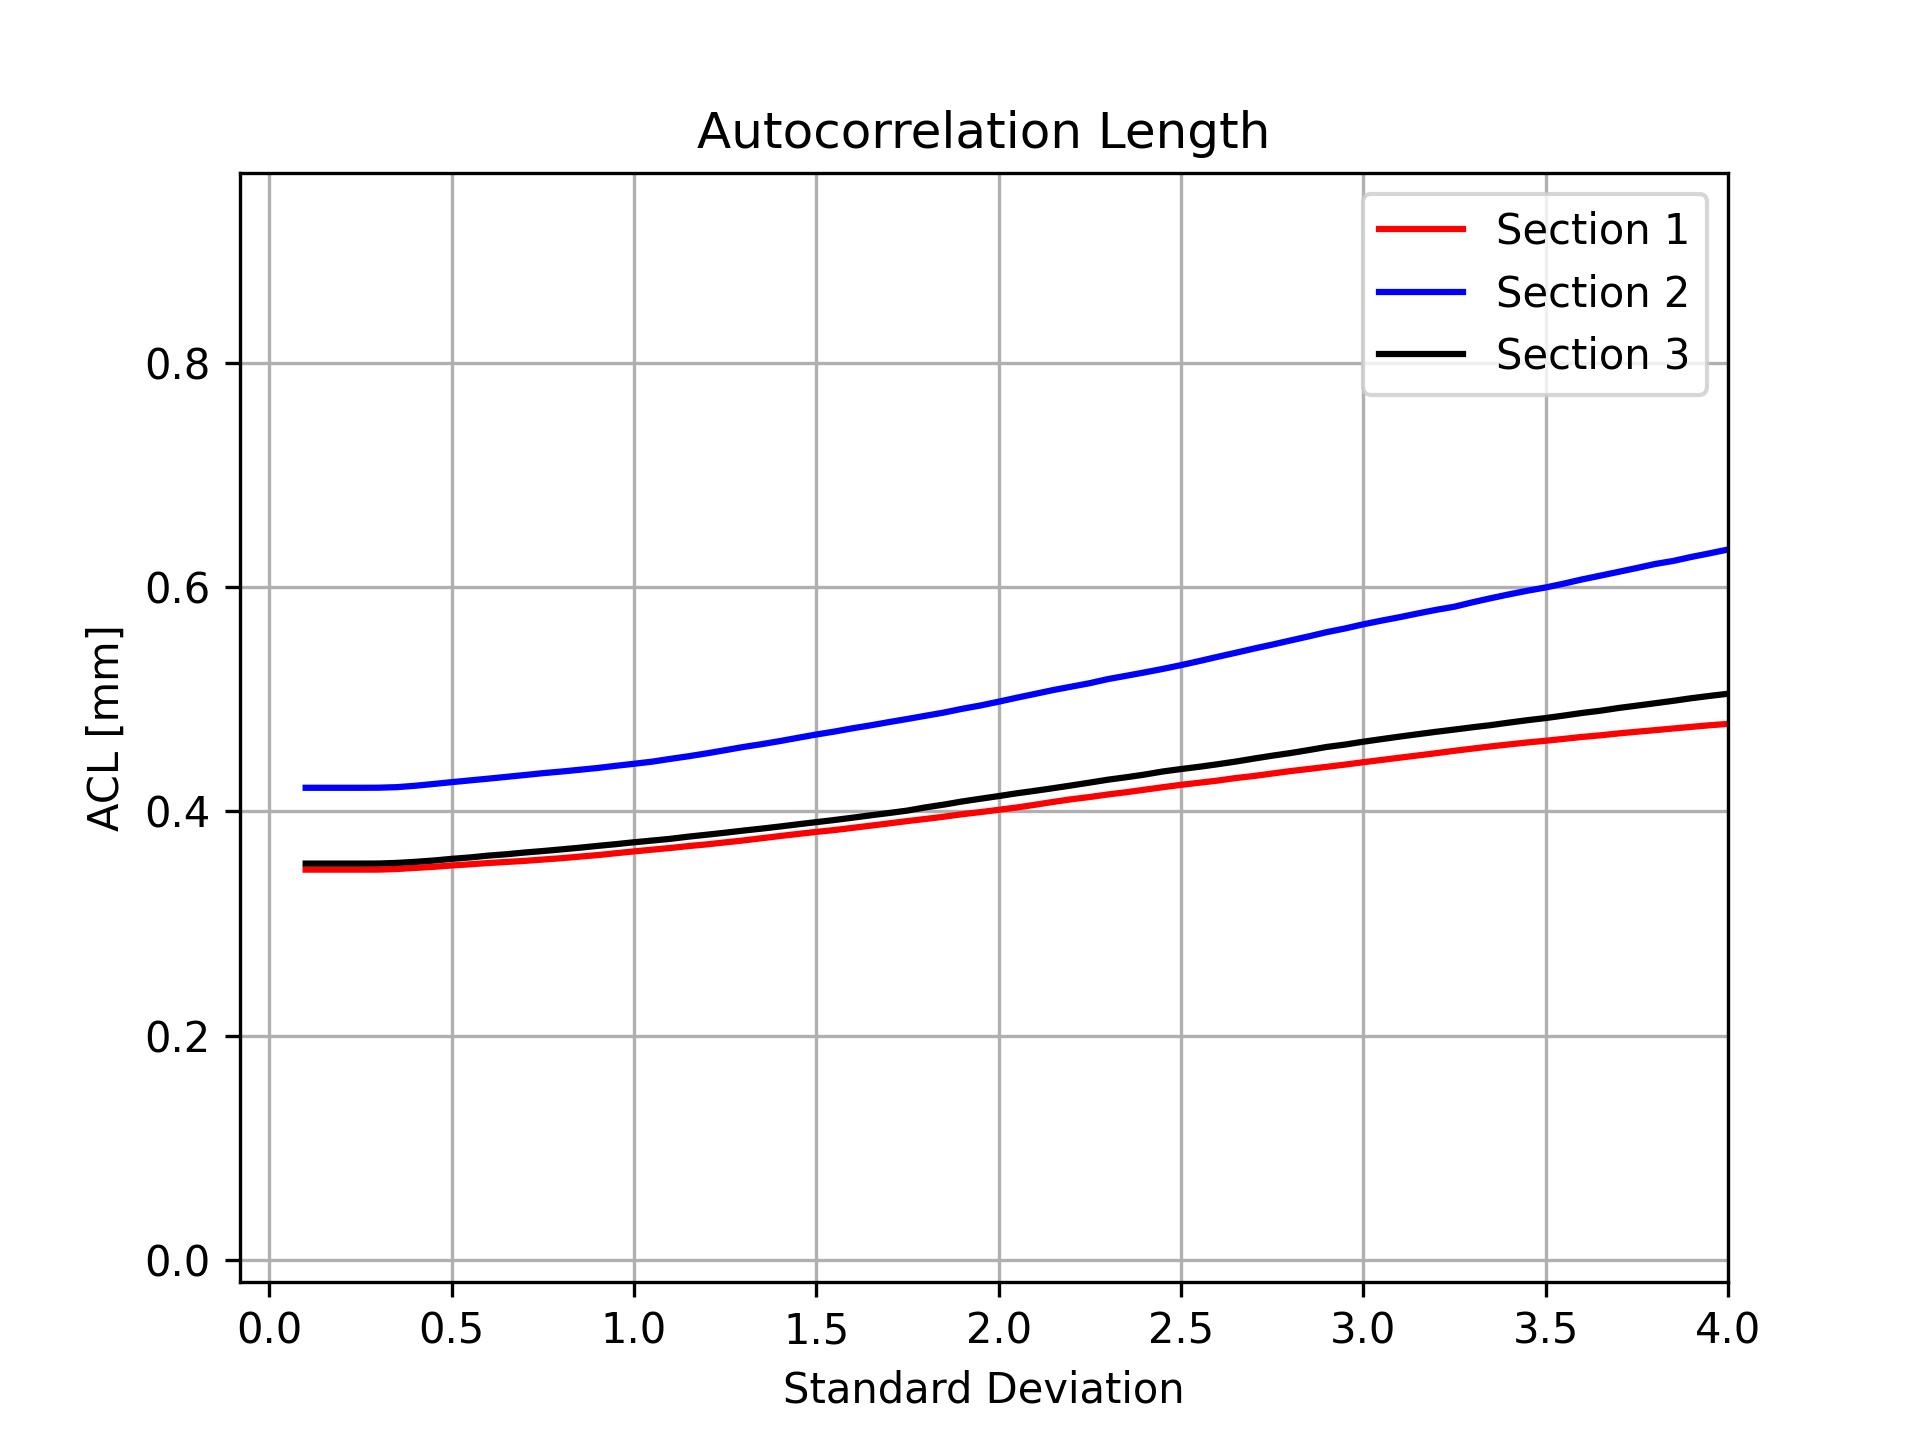 Autocorrelation Length
Section 1
Section 2
Section 3
ACL [mm]
0.8
0.6
0.4
0.2
0.0
0.0 0.5 1.0 1.5 2.0 2.5 3.0 3.5 4.0
Standard Deviation